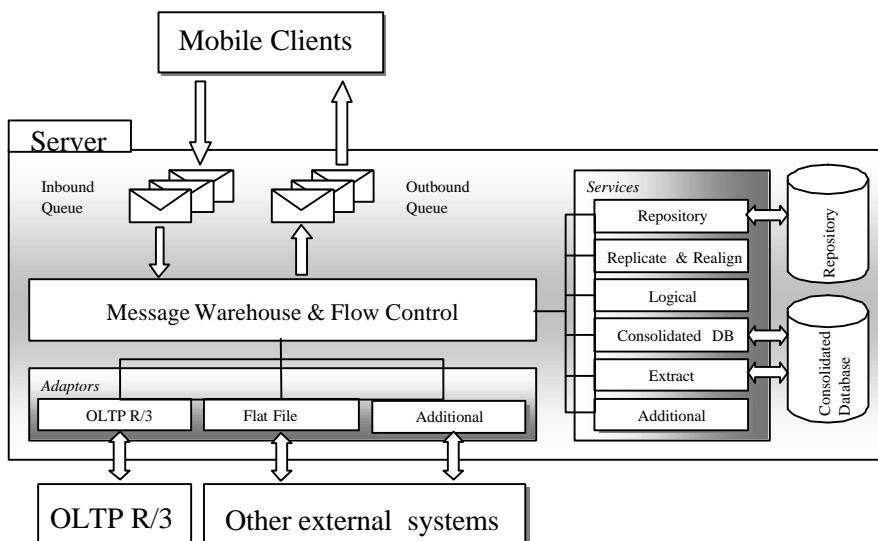 Mobile Clients
Server
Inbound
Queue
Outbound
Queue
Services
Repository
Replicate & Realign
Logical
Consolidated DB
Extract
Additional
Repository
Consolidated
Database
Message Warehouse & Flow Control
Adaptors
OLTP R/3
Flat File
Additional
OLTP R/3
Other external systems